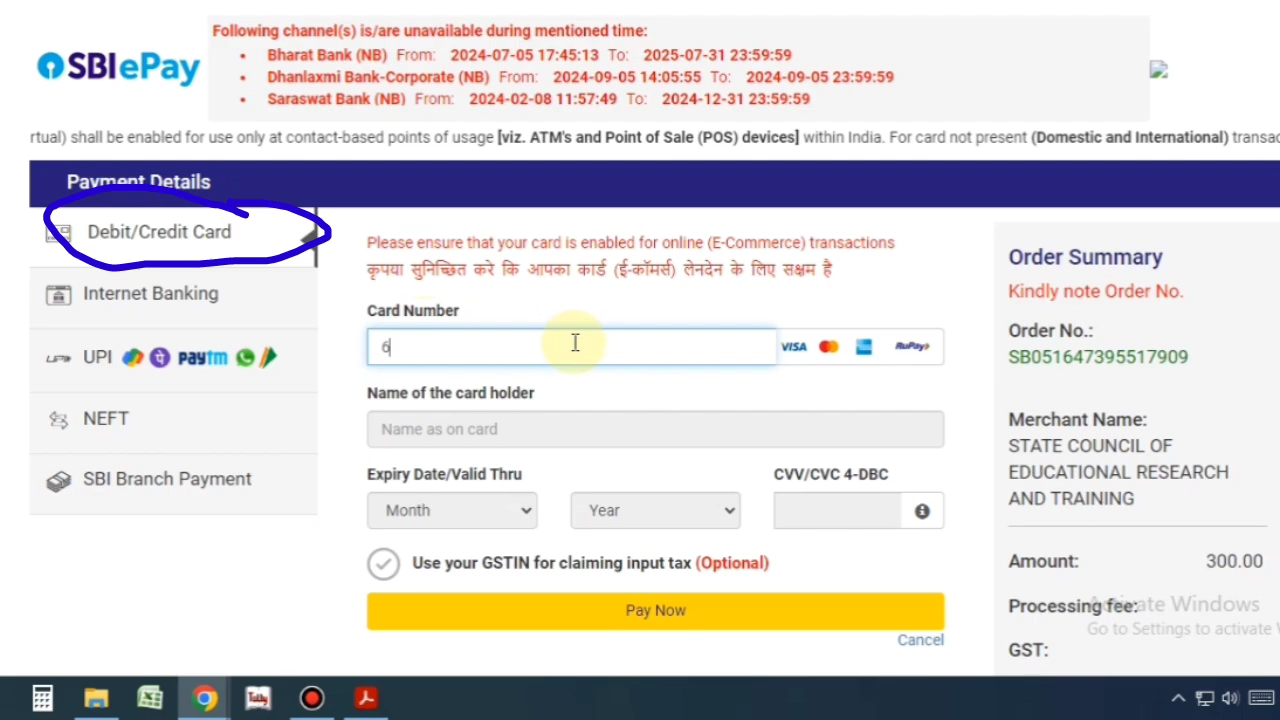 Following channel(s) is/are unavailable during mentioned time:
• Bharat Bank (NB) From: 2024-07-05 17:45:13 To: 2025-07-31 23:59:59
• Dhanlaxmi Bank-Corporate (NB) From: 2024-09-05 14:05:55 To: 2024-09-05 23:59:59
• Saraswat Bank (NB) From: 2024-02-08 11:57:49 To: 2024-12-31 23:59:59
SBIePay
rtual) shall be enabled for use only at contact-based points of usage [viz. ATM's and Point of Sale (POS) devices] within India. For card not present (Domestic and International) transac
Payment Details
Debit/Credit Card
Internet Banking
UPI paytm
NEFT
SBI Branch Payment
Please ensure that your card is enabled for online (E-Commerce) transactions
कृपया सुनिच्छित करे कि आपका कार्ड (ई-कॉमर्स) लेनदेन के लिए सक्षम है
Card Number
6
VISA RuPay
Name of the card holder
Name as on card
Expiry Date/Valid Thru CVV/CVC 4-DBC
Month Year
Use your GSTIN for claiming input tax (Optional)
Pay Now
Cancel
Order Summary
Kindly note Order No.
Order No.:
SB051647395517909
Merchant Name:
STATE COUNCIL OF
EDUCATIONAL RESEARCH
AND TRAINING
Amount: 300.00
Processing fee:
GST:
Activate Windows
Go to Settings to activate
Tally